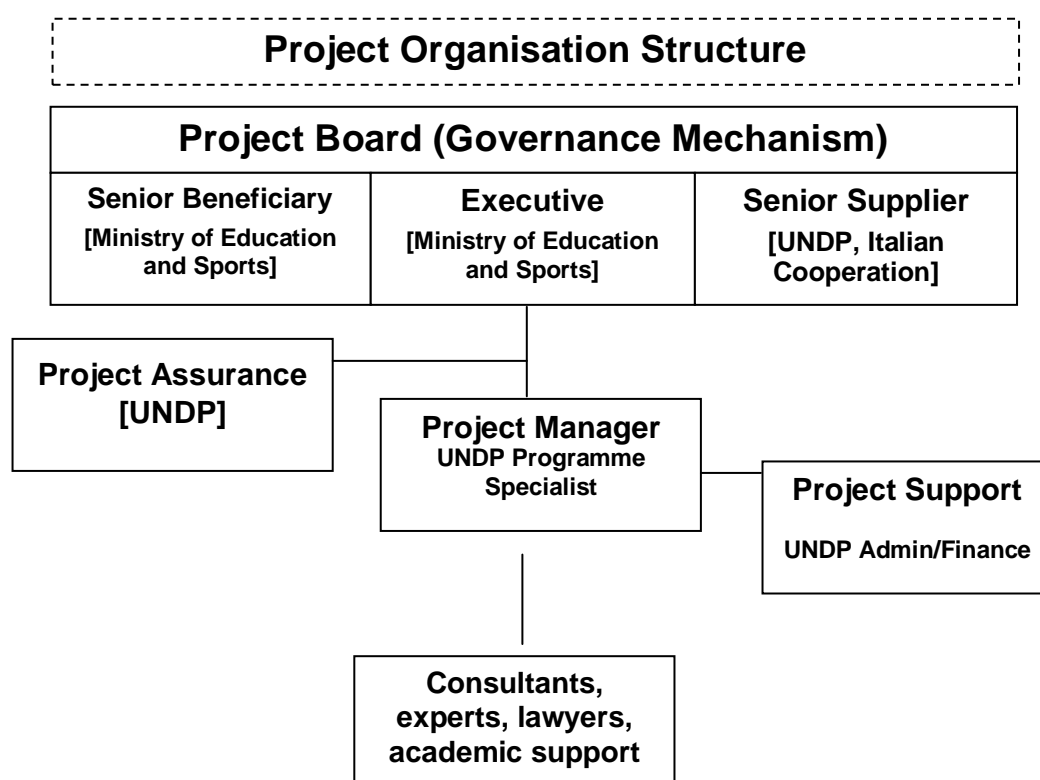 Project Organisation Structure
Project Board (Governance Mechanism)
Senior Beneficiary
[Ministry of Education
and Sports]
Executive
[Ministry of Education
and Sports]
Senior Supplier
[UNDP, Italian
Cooperation]
Project Assurance
[UNDP]
Project Manager
UNDP Programme
Specialist
Project Support
UNDP Admin/Finance
Consultants,
experts, lawyers,
academic support